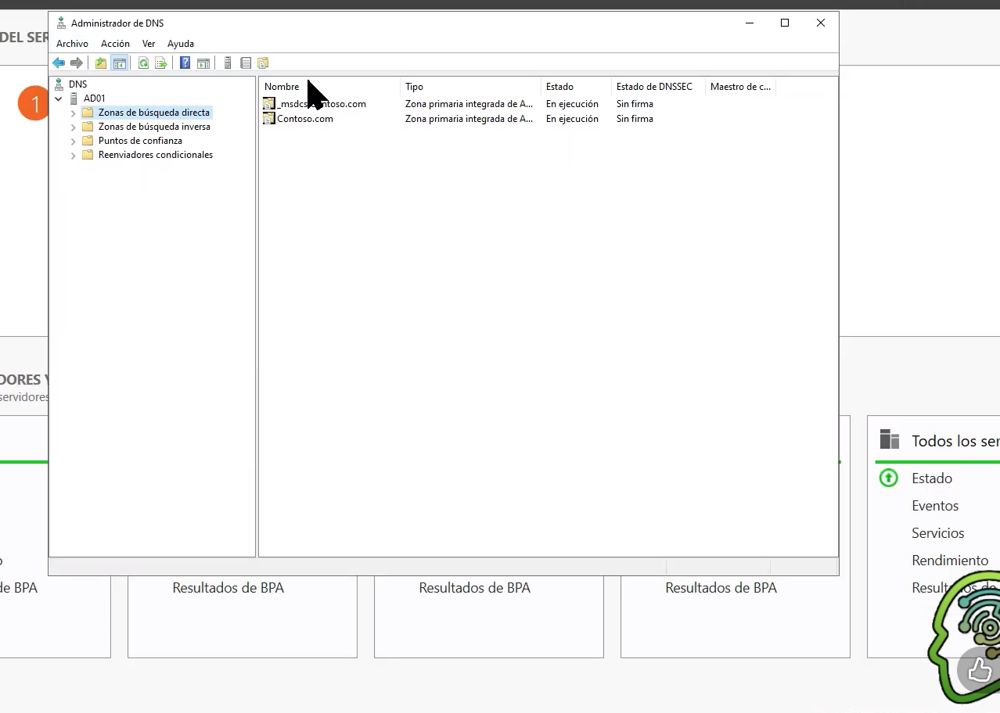 DEL SER
Administrador de DNS
Archivo Acción Ver Ayuda
1
DNS
AD01
Zonas de búsqueda directa
Zonas de búsqueda inversa
Puntos de confianza
Reenviadores condicionales
Nombre Tipo Estado Estado de DNSSEC Maestro de c...
_msdcs. ntoso.com Zona primaria integrada de A... En ejecución Sin firma
Contoso.com Zona primaria integrada de A... En ejecución Sin firma
DORES Y
servidores
o
de BPA
Resultados de BPA
Resultados de BPA
Resultados de BPA
Todos los ser
Estado
Eventos
Servicios
Rendimiento
Resultados de